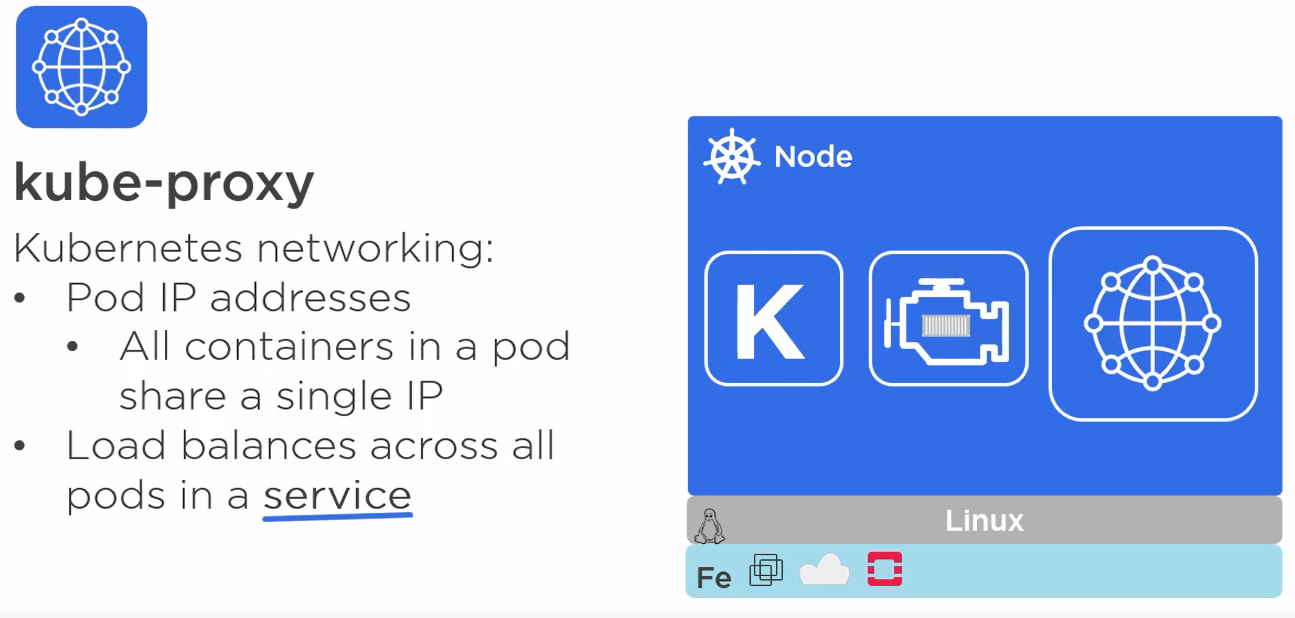 kube-proxy
Kubernetes networking:
• Pod IP addresses
• All containers in a pod
share a single IP
• Load balances across all
pods in a service
Node
K
Linux
Fe